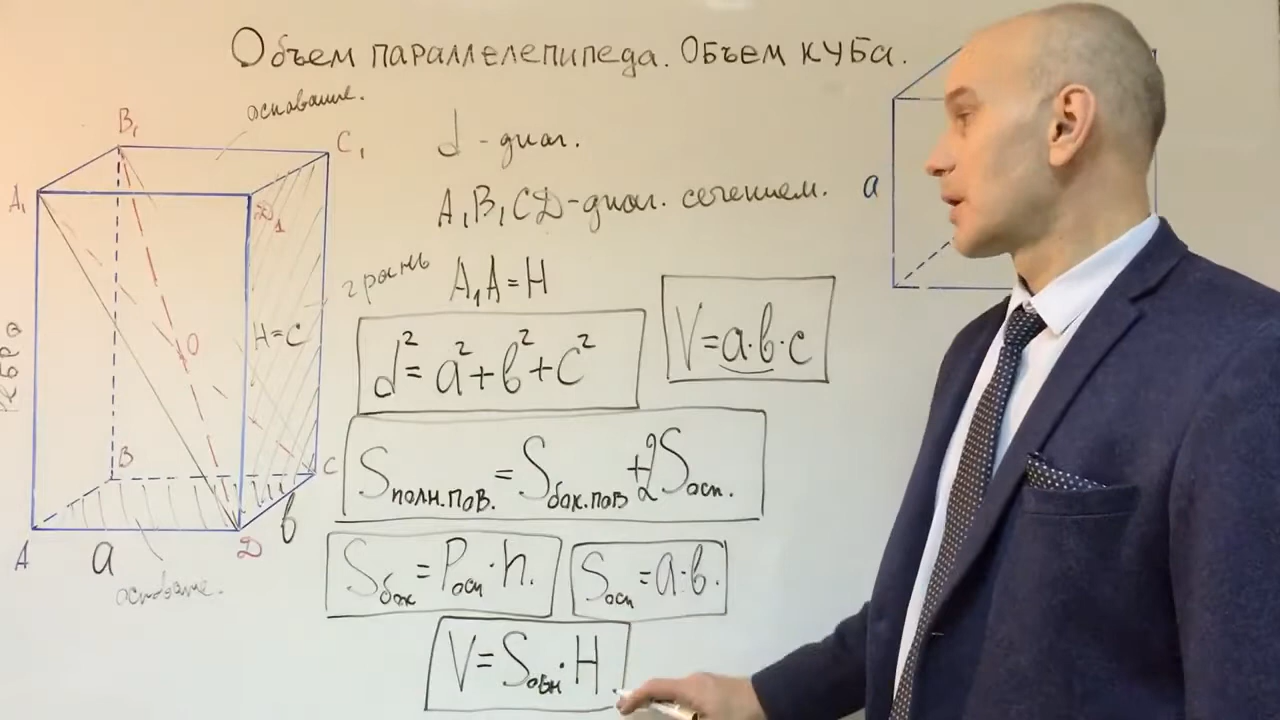 Объем параллелепипеда. Объем куба.
основание.
B₁
C₁
A₁
D₁
d - диаг.
A₁B₁CD - диаг. сечением.
грань
A₁A = H
a
ребро
O
H=c
d² = a² + b² + c²
V = a·b·c
B
C
Sполн.пов. = Sбок.пов + 2Sосн.
A
a
D
b
основание.
Sбок = Pосн · h.
Sосн = a·b.
V = Sосн · H.